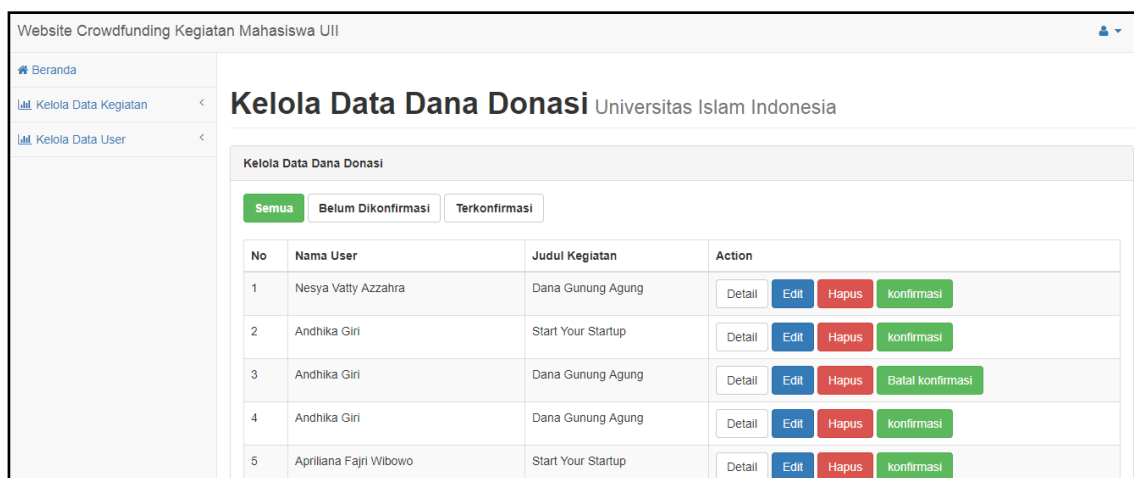 Website Crowdfunding Kegiatan Mahasiswa UII
Beranda
Kelola Data Kegiatan
Kelola Data User
Kelola Data Dana Donasi Universitas Islam Indonesia
Kelola Data Dana Donasi
Semua Belum Dikonfirmasi Terkonfirmasi
No Nama User Judul Kegiatan Action
1 Nesya Vatty Azzahra Dana Gunung Agung Detail Edit Hapus konfirmasi
2 Andhika Giri Start Your Startup Detail Edit Hapus konfirmasi
3 Andhika Giri Dana Gunung Agung Detail Edit Hapus Batal konfirmasi
4 Andhika Giri Dana Gunung Agung Detail Edit Hapus konfirmasi
5 Apriliana Fajri Wibowo Start Your Startup Detail Edit Hapus konfirmasi